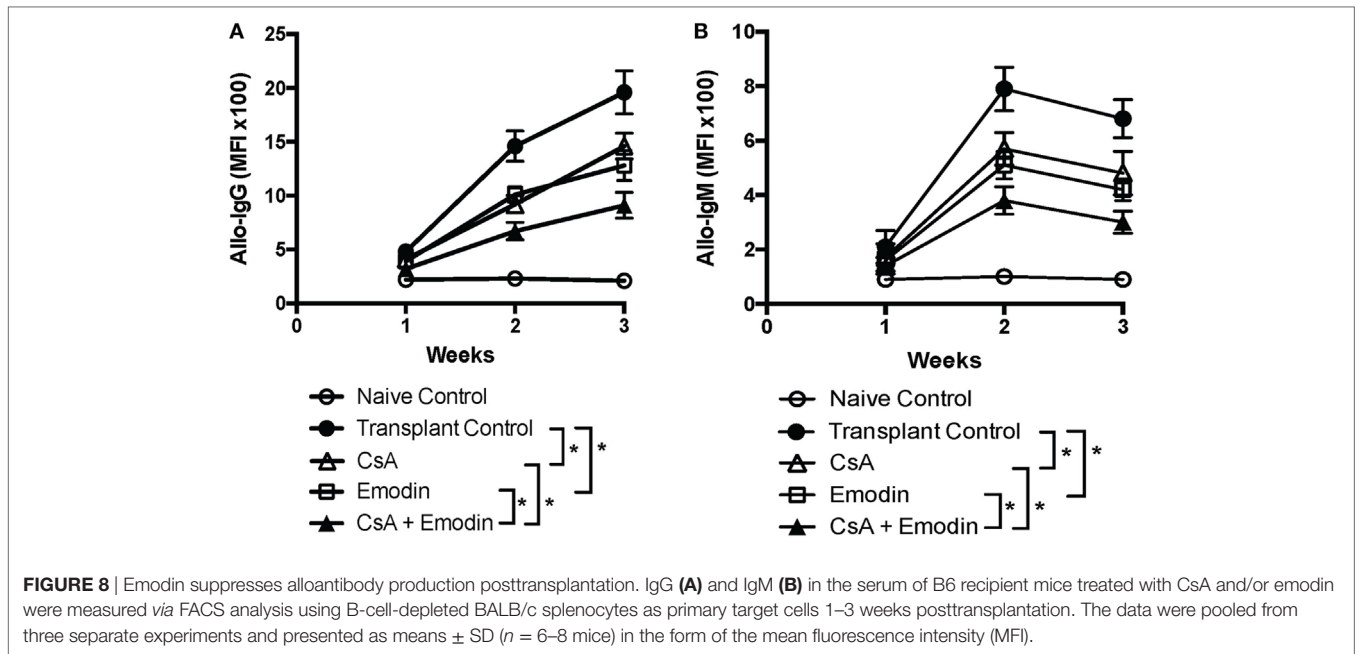 A
Allo-IgG (MFI x100)
25
20
15
10
5
0
0 1 2 3
Weeks
Naive Control
Transplant Control
CsA
Emodin
CsA + Emodin
*
*
*
*
B
Allo-IgM (MFI x100)
10
8
6
4
2
0
0 1 2 3
Weeks
Naive Control
Transplant Control
CsA
Emodin
CsA + Emodin
*
*
*
*
FIGURE 8 | Emodin suppresses alloantibody production posttransplantation. IgG (A) and IgM (B) in the serum of B6 recipient mice treated with CsA and/or emodin
were measured via FACS analysis using B-cell-depleted BALB/c splenocytes as primary target cells 1–3 weeks posttransplantation. The data were pooled from
three separate experiments and presented as means ± SD (n = 6–8 mice) in the form of the mean fluorescence intensity (MFI).